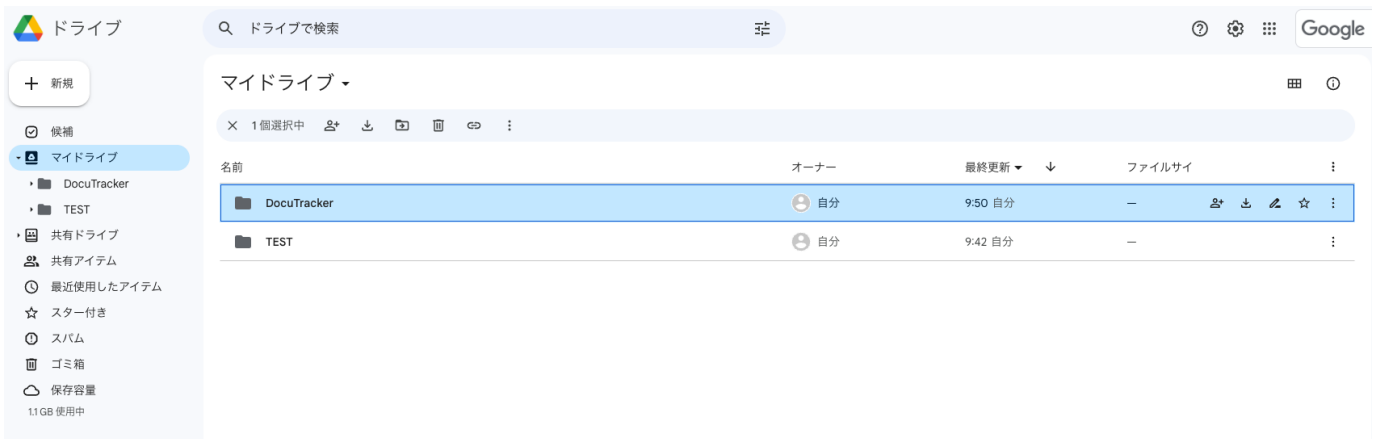 ドライブ
ドライブで検索
Google
新規
マイドライブ
1 個選択中
候補
マイドライブ
DocuTracker
TEST
共有ドライブ
共有アイテム
最近使用したアイテム
スター付き
スパム
ゴミ箱
保存容量
1.1 GB 使用中
名前 オーナー 最終更新 ファイルサイ
DocuTracker 自分 9:50 自分 —
TEST 自分 9:42 自分 —